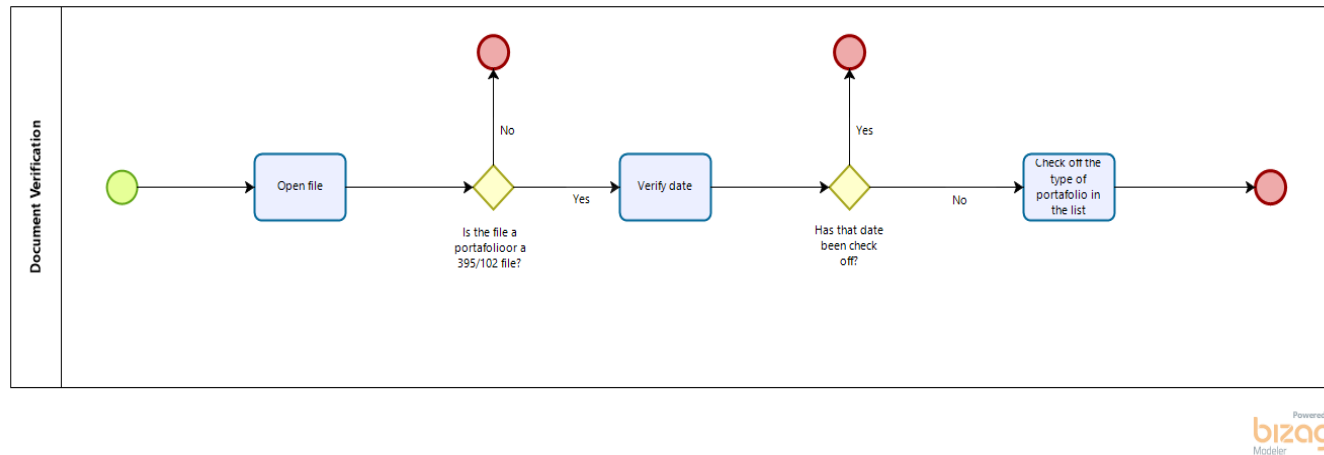 Document Verification
No
Yes
Open file
Verify date
Check off the
type of
portafolio in
the list
Yes
No
Is the file a
portafolioor a
395/102 file?
Has that date
been check
off?
Powered
bizag
Modeler